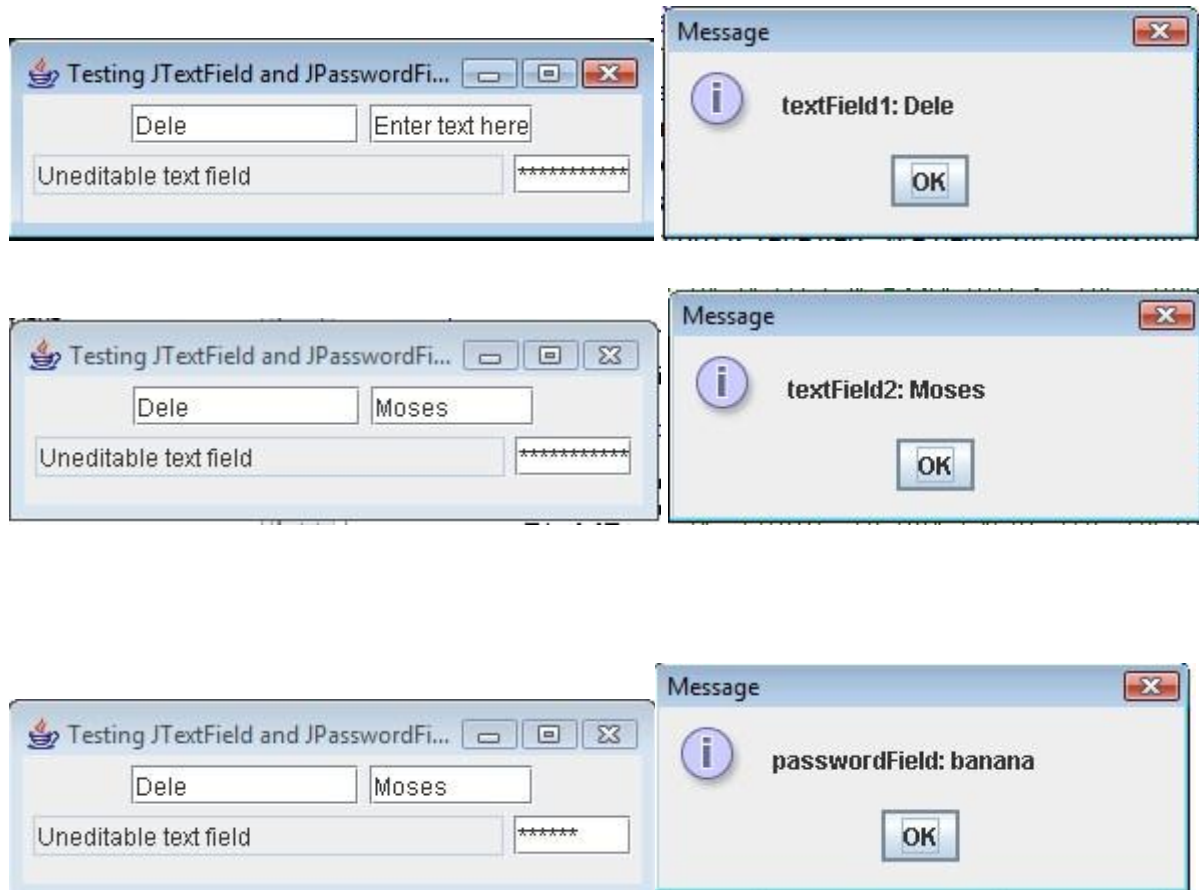 Testing JTextField and JPasswordFi...
Dele
Enter text here
Uneditable text field
***********
Message
textField1: Dele
OK
Testing JTextField and JPasswordFi...
Dele
Moses
Uneditable text field
***********
Message
textField2: Moses
OK
Testing JTextField and JPasswordFi...
Dele
Moses
Uneditable text field
******
Message
passwordField: banana
OK